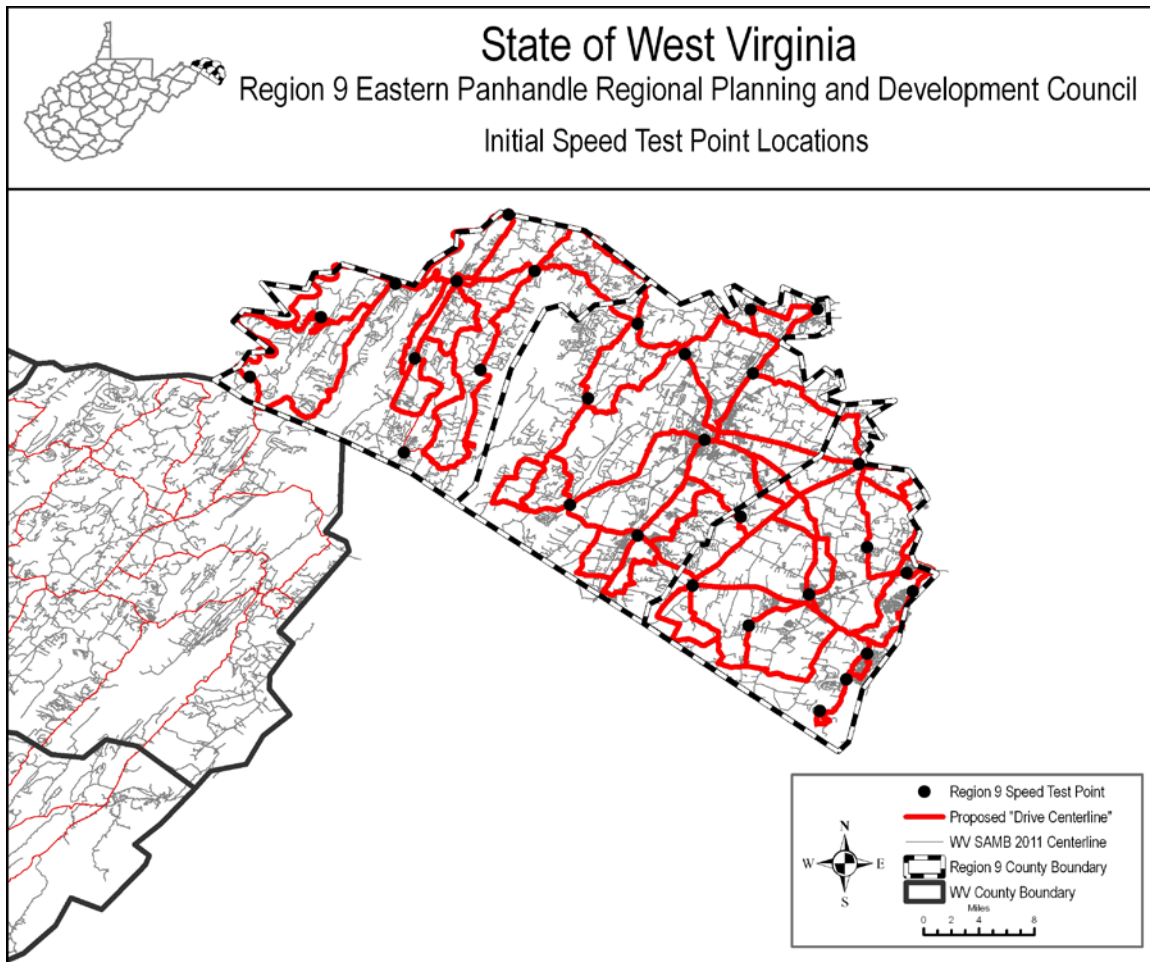 State of West Virginia
Region 9 Eastern Panhandle Regional Planning and Development Council
Initial Speed Test Point Locations
Region 9 Speed Test Point
Proposed "Drive Centerline"
WV SAMB 2011 Centerline
Region 9 County Boundary
WV County Boundary
N
W E
S
Miles
0 4 8